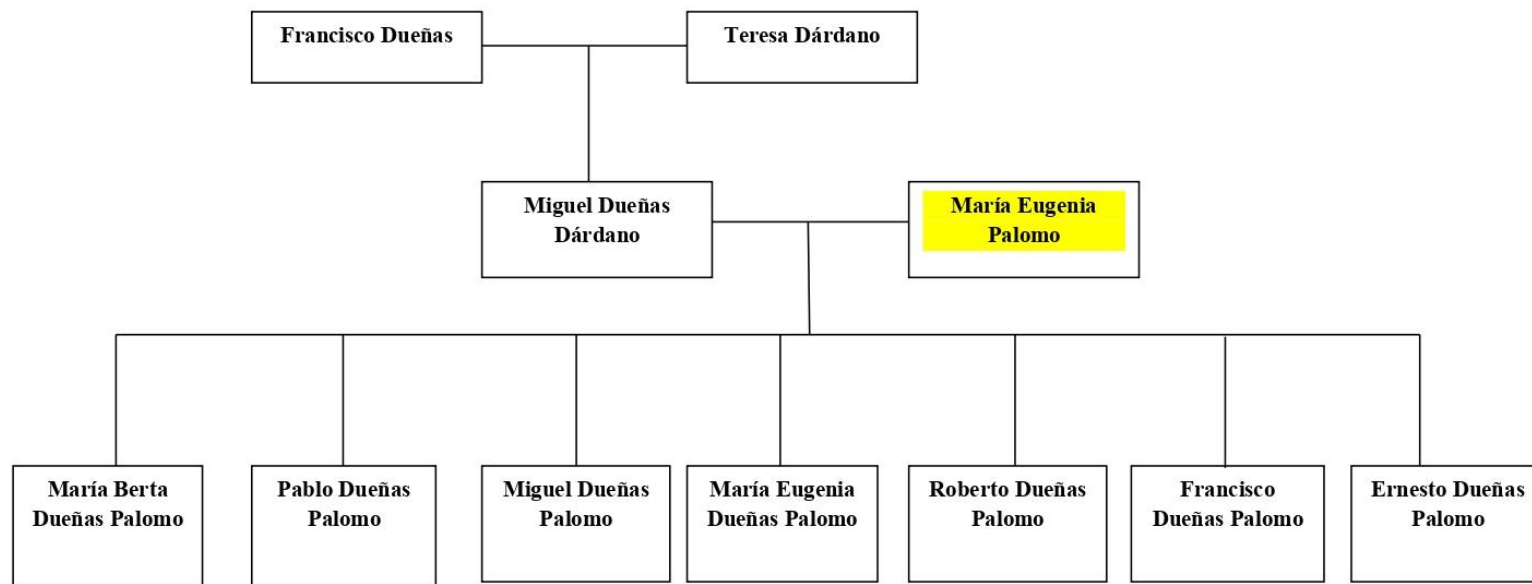 Francisco Dueñas
Teresa Dárdano
Miguel Dueñas
Dárdano
María Eugenia
Palomo
María Berta
Dueñas Palomo
Pablo Dueñas
Palomo
Miguel Dueñas
Palomo
María Eugenia
Dueñas Palomo
Roberto Dueñas
Palomo
Francisco
Dueñas Palomo
Ernesto Dueñas
Palomo